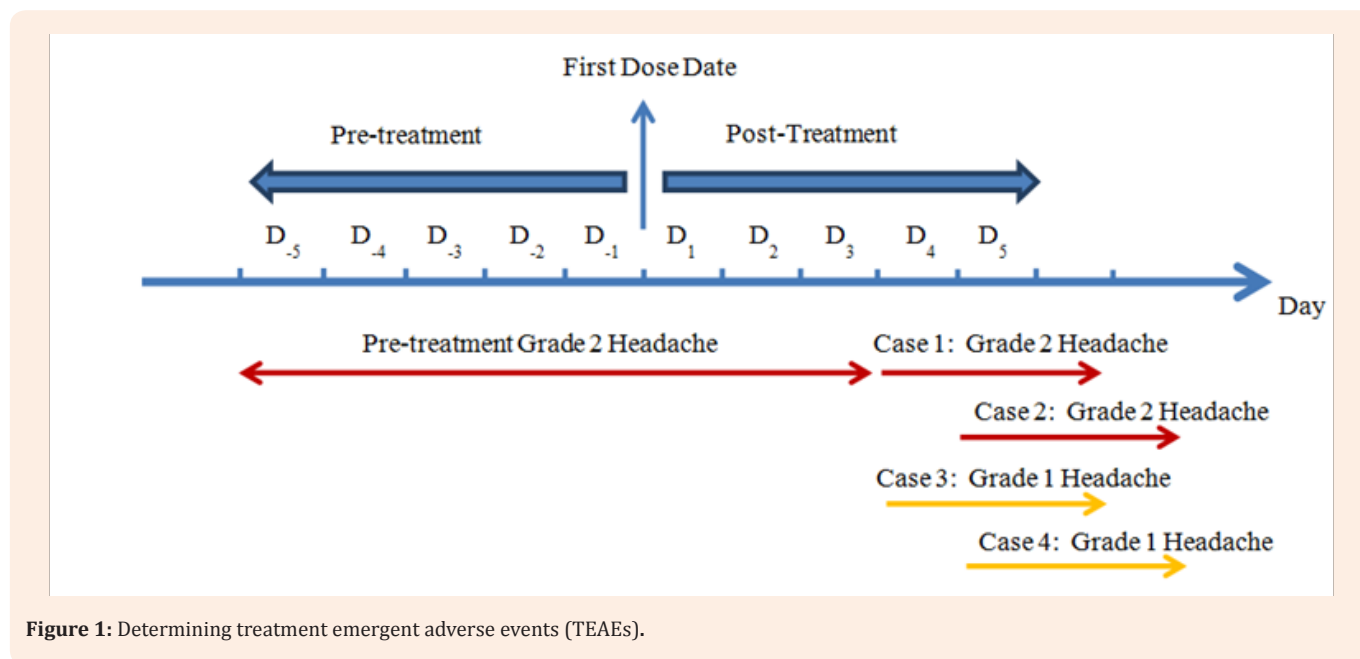 First Dose Date
Pre-treatment
Post-Treatment
D-5 D-4 D-3 D-2 D-1 D1 D2 D3 D4 D5
Day
Pre-treatment Grade 2 Headache
Case 1: Grade 2 Headache
Case 2: Grade 2 Headache
Case 3: Grade 1 Headache
Case 4: Grade 1 Headache
Figure 1: Determining treatment emergent adverse events (TEAEs).